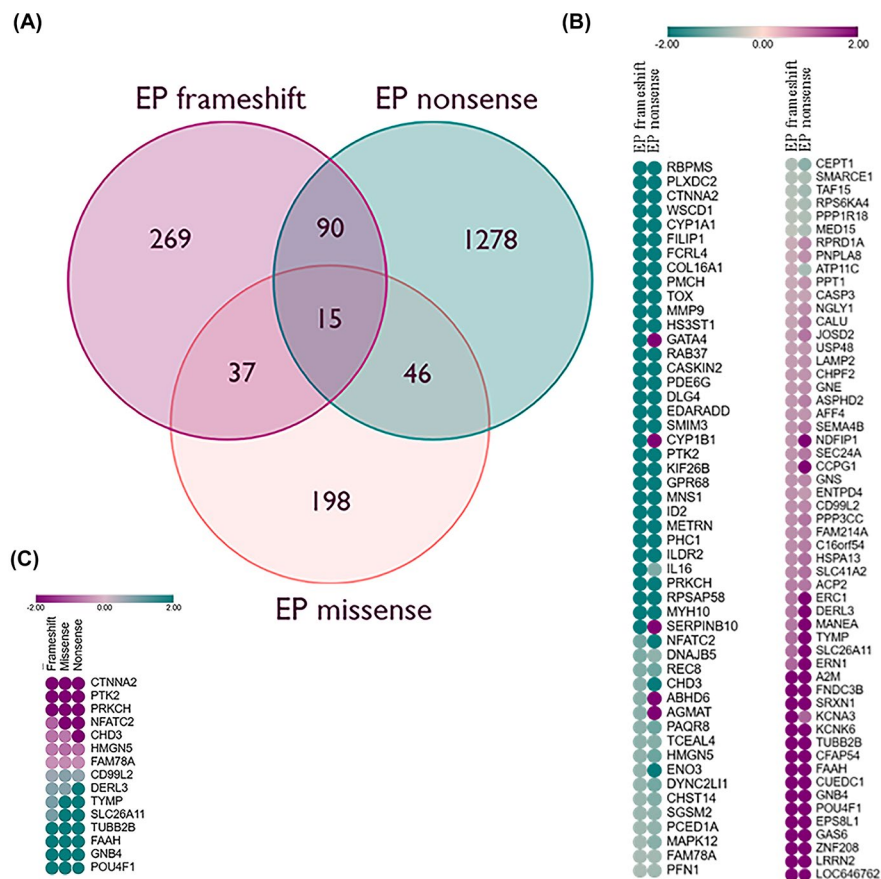 (A)
EP frameshift
EP nonsense
269
90
1278
15
37
46
198
EP missense
(B)
-2.00
0.00
2.00
EP frameshift
EP nonsense
RBPMS
PLXDC2
CTNNA2
WSCD1
CYP1A1
FILIP1
FCRL4
COL16A1
PMCH
TOX
MMP9
HS3ST1
GATA4
RAB37
CASKIN2
PDE6G
DLG4
EDARADD
SMIM3
CYP1B1
PTK2
KIF26B
GPR68
MNS1
ID2
METRN
PHC1
ILDR2
IL16
PRKCH
RPSAP58
MYH10
SERPINB10
NFATC2
DNAJB5
REC8
CHD3
ABHD6
AGMAT
PAQR8
TCEAL4
HMGN5
ENO3
DYNC2LI1
CHST14
SGSM2
PCED1A
MAPK12
FAM78A
PFN1
EP frameshift
EP nonsense
CEPT1
SMARCE1
TAF15
RPS6KA4
PPP1R18
MED15
RPRD1A
PNPLA8
ATP11C
PPT1
CASP3
NGLY1
CALU
JOSD2
USP48
LAMP2
CHPF2
GNE
ASPHD2
AFF4
SEMA4B
NDFIP1
SEC24A
CCPG1
GNS
ENTPD4
CD99L2
PPP3CC
FAM214A
C16orf54
HSPA13
SLC41A2
ACP2
ERC1
DERL3
MANEA
TYMP
SLC26A11
ERN1
A2M
FNDC3B
SRXN1
KCNA3
KCNK6
TUBB2B
CFAP54
FAAH
CUEDC1
GNB4
POU4F1
EPS8L1
GAS6
ZNF208
LRRN2
LOC646762
(C)
-2.00
0.00
2.00
Frameshift
Missense
Nonsense
CTNNA2
PTK2
PRKCH
NFATC2
CHD3
HMGN5
FAM78A
CD99L2
DERL3
TYMP
SLC26A11
TUBB2B
FAAH
GNB4
POU4F1